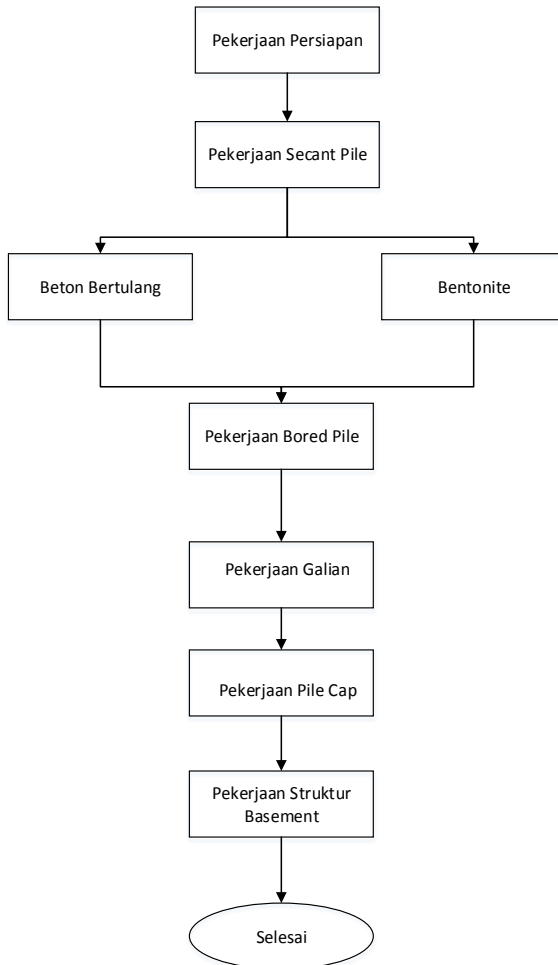 Pekerjaan Persiapan
Pekerjaan Secant Pile
Beton Bertulang
Bentonite
Pekerjaan Bored Pile
Pekerjaan Galian
Pekerjaan Pile Cap
Pekerjaan Struktur
Basement
Selesai